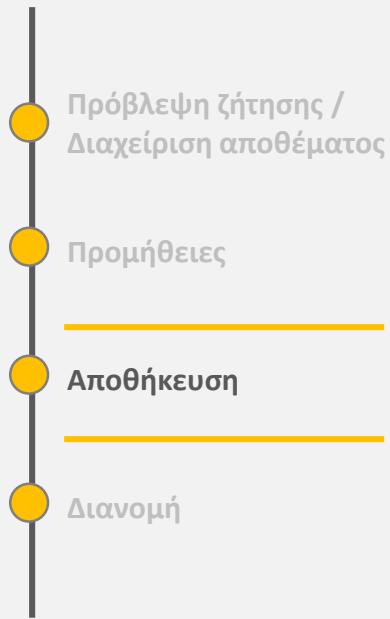 Πρόβλεψη ζήτησης /
Διαχείριση αποθέματος
Προμήθειες
Αποθήκευση
Διανομή